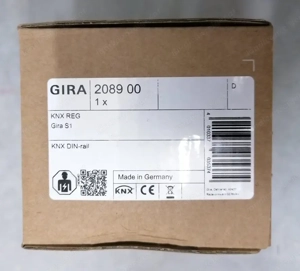 GIRA 2089 00
1 x
D
KNX REG
Gira S1
KNX DIN-rail
Made in Germany
KNX CE